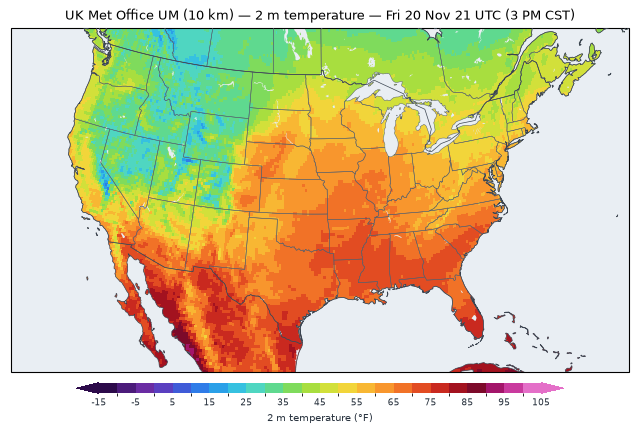 UK Met Office UM (10 km) — 2 m temperature — Fri 20 Nov 21 UTC (3 PM CST)
-15 -5 5 15 25 35 45 55 65 75 85 95 105
2 m temperature (°F)